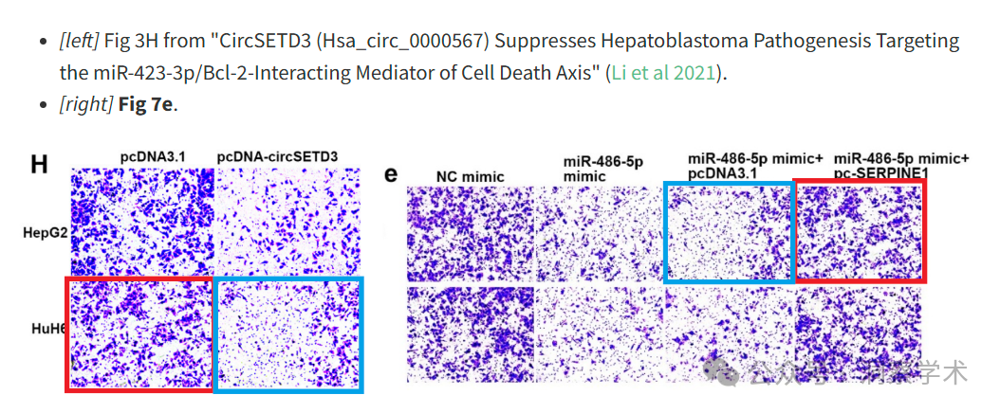 • [left] Fig 3H from "CircSETD3 (Hsa_circ_0000567) Suppresses Hepatoblastoma Pathogenesis Targeting
the miR-423-3p/Bcl-2-Interacting Mediator of Cell Death Axis" (Li et al 2021).
• [right] Fig 7e.
H
pcDNA3.1 pcDNA-circSETD3
HepG2
HuH6
e
NC mimic
miR-486-5p
mimic
miR-486-5p mimic+
pcDNA3.1
miR-486-5p mimic+
pc-SERPINE1
公众号
学术